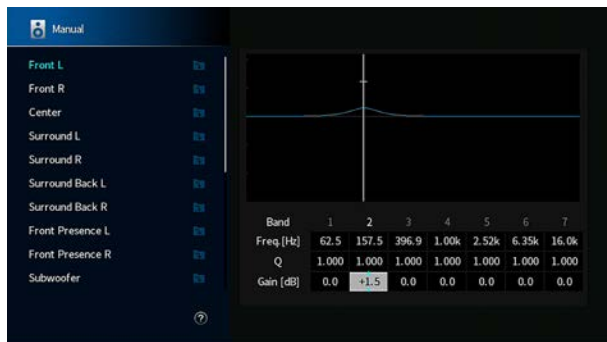 Manual
Front L
Front R
Center
Surround L
Surround R
Surround Back L
Surround Back R
Front Presence L
Front Presence R
Subwoofer
?
Band 1 2 3 4 5 6 7
Freq.[Hz] 62.5 157.5 396.9 1.00k 2.52k 6.35k 16.0k
Q 1.000 1.000 1.000 1.000 1.000 1.000 1.000
Gain [dB] 0.0 +1.5 0.0 0.0 0.0 0.0 0.0